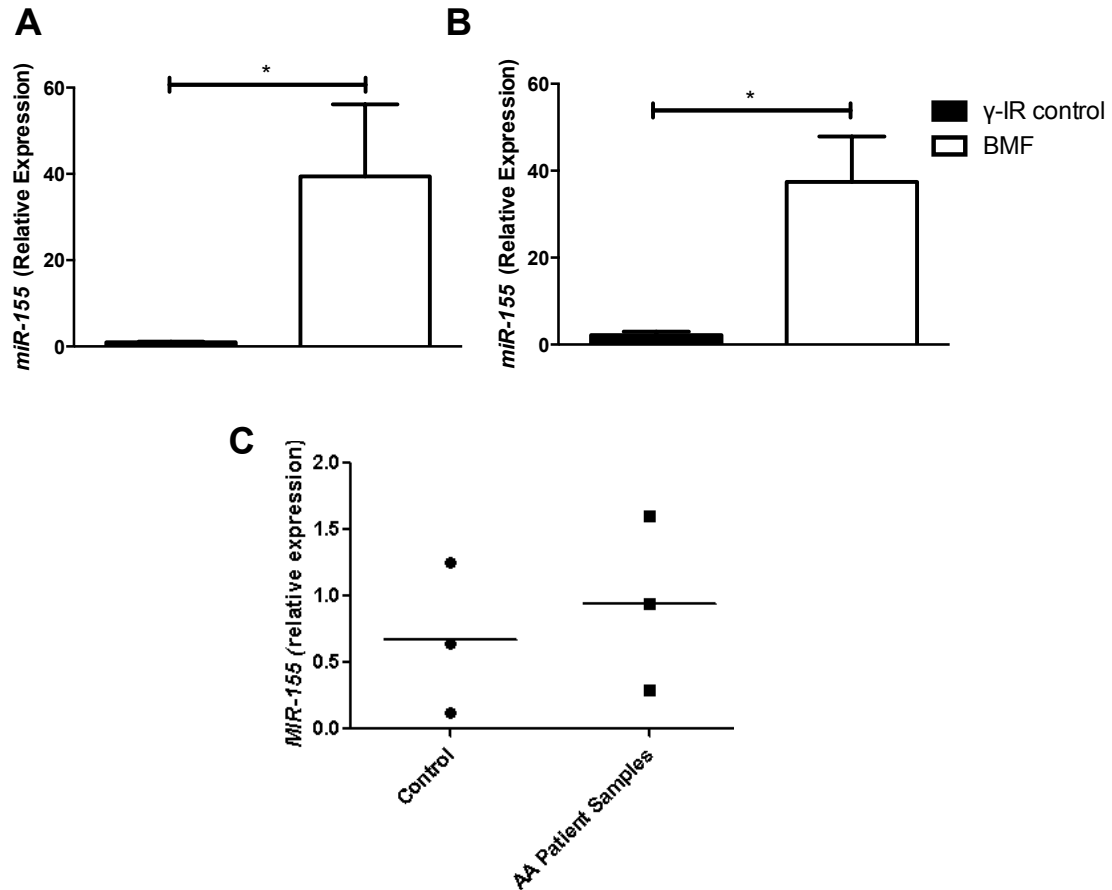 A
miR-155 (Relative Expression)
60
40
20
0
*
B
miR-155 (Relative Expression)
60
40
20
0
*
γ-IR control
BMF
C
MIR-155 (relative expression)
2.0
1.5
1.0
0.5
0.0
Control
AA Patient Samples